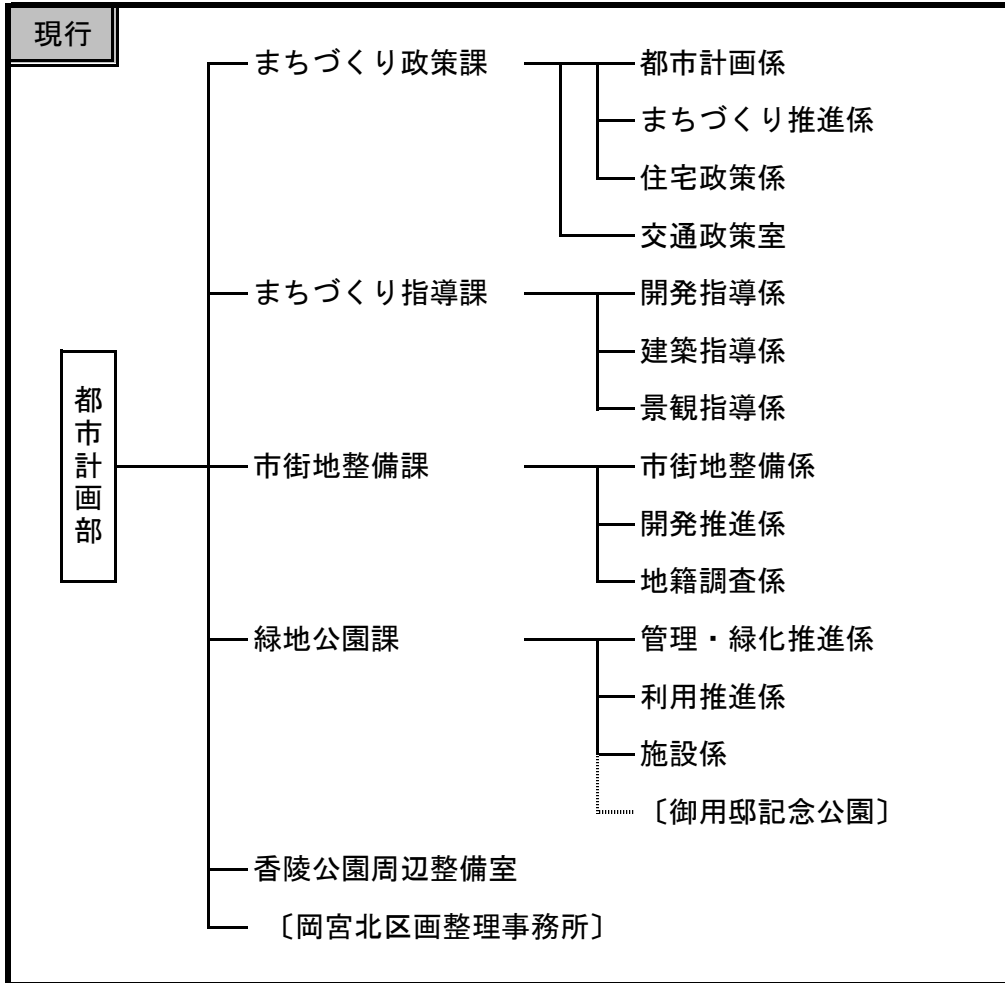 現行
まちづくり政策課
都市計画係
まちづくり推進係
住宅政策係
交通政策室
まちづくり指導課
開発指導係
建築指導係
景観指導係
都市計画部
市街地整備課
市街地整備係
開発推進係
地籍調査係
緑地公園課
管理・緑化推進係
利用推進係
施設係
〔御用邸記念公園〕
香陵公園周辺整備室
〔岡宮北区画整理事務所〕